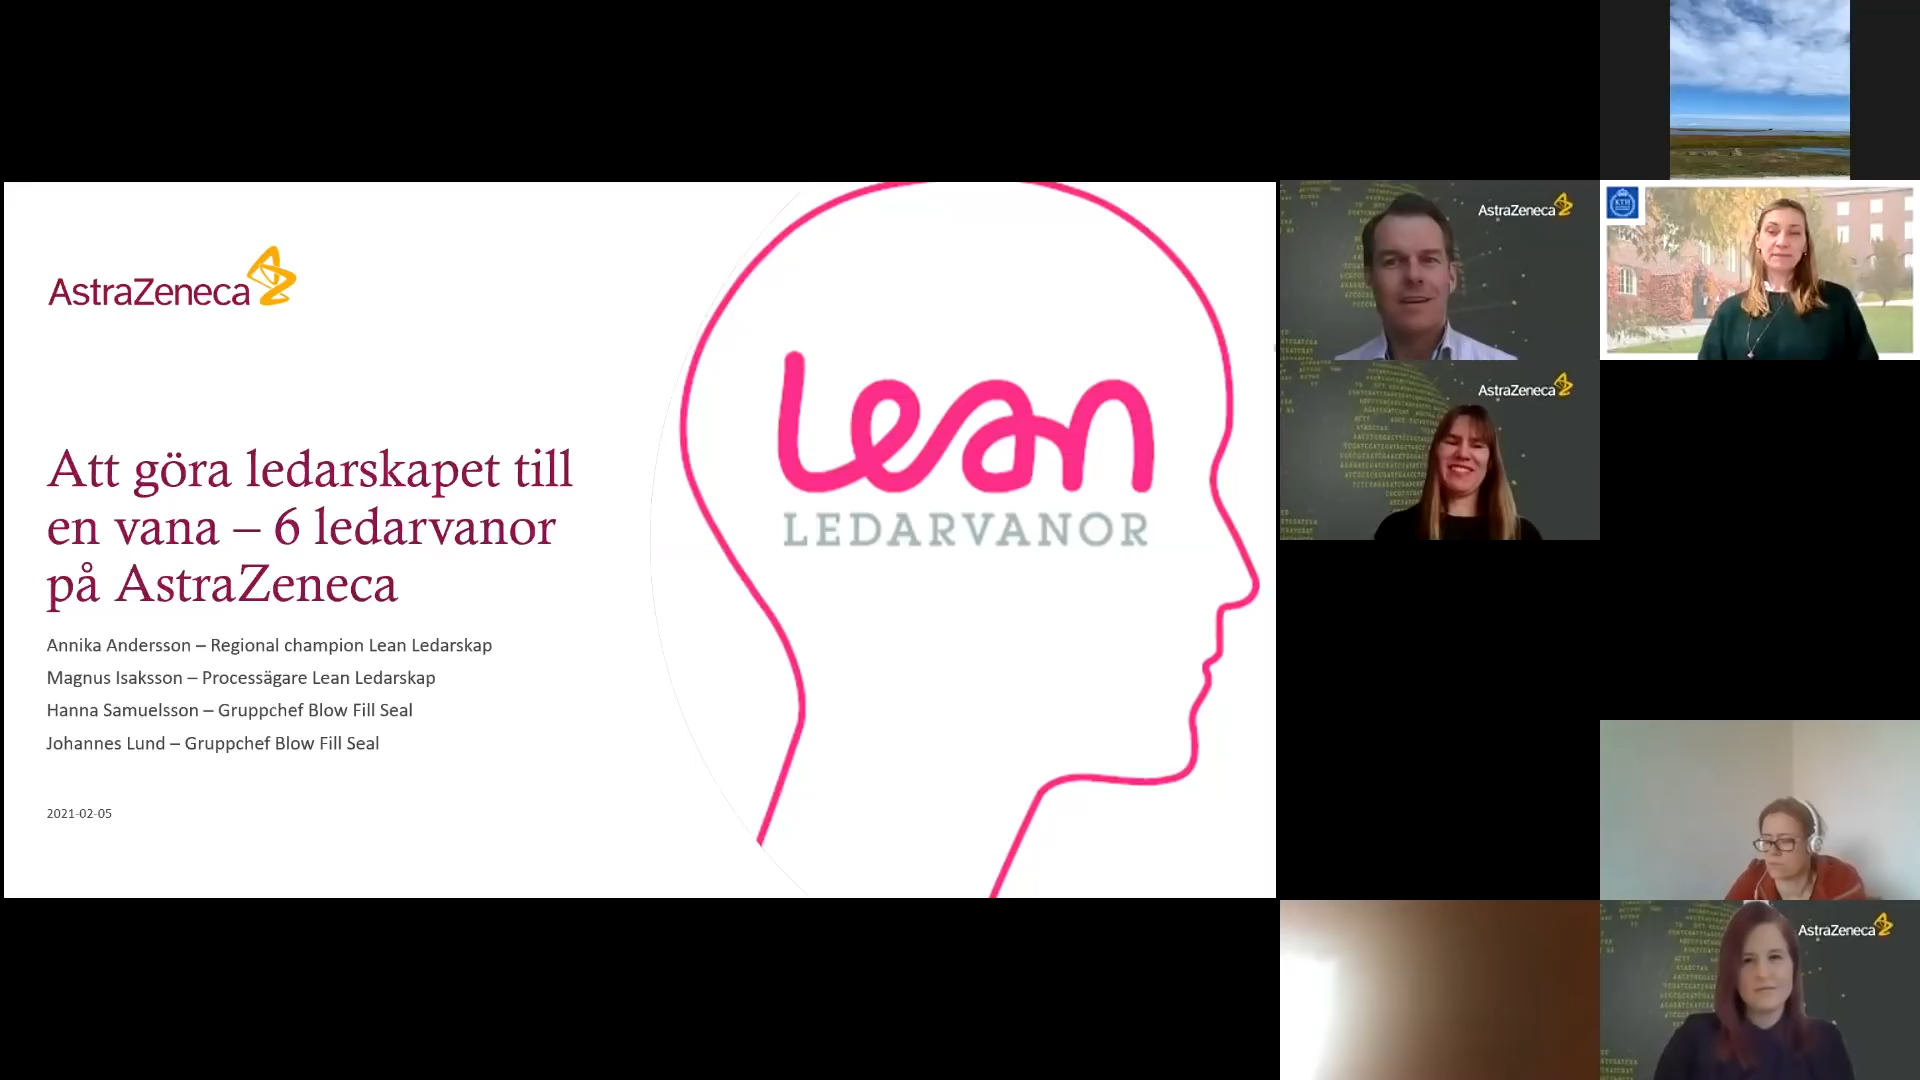 AstraZeneca
Att göra ledarskapet till
en vana – 6 ledarvanor
på AstraZeneca
Annika Andersson – Regional champion Lean Ledarskap
Magnus Isaksson – Processägare Lean Ledarskap
Hanna Samuelsson – Gruppchef Blow Fill Seal
Johannes Lund – Gruppchef Blow Fill Seal
2021-02-05
lean
LEDARVANOR
AstraZeneca
KTH
AstraZeneca
AstraZeneca